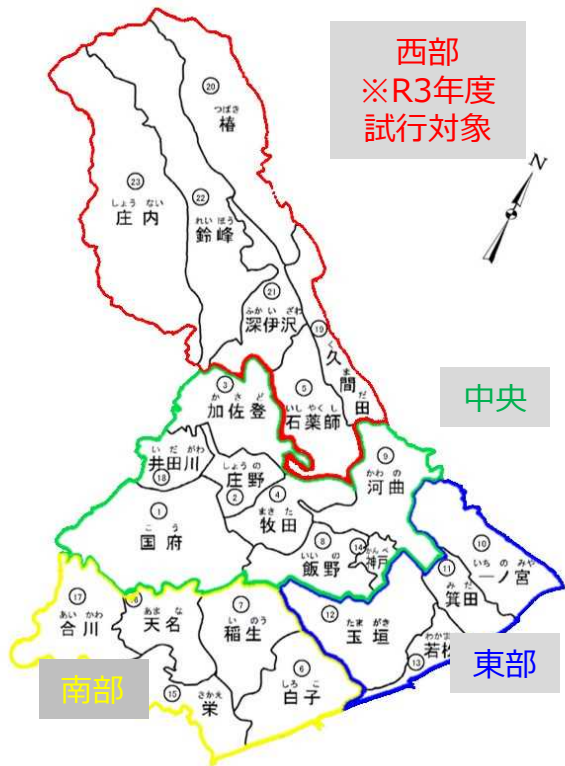 西部
※R3年度
試行対象
N
⑳
つばき
椿
㉓
しょう ない
庄内
㉒
れい ほう
鈴峰
㉑
ふか い ざわ
深伊沢
⑲
く ま だ
久間田
③
か さ ど
加佐登
⑤
いし やく し
石薬師
中央
い だ がわ
井田川
⑱
しょう の
庄野
②
④
まき た
牧田
⑨
かわ の
河曲
①
こ う
国府
⑧
いい の
飯野
⑭
かんべ
神戸
⑩
いち の みや
一ノ宮
⑪
み だ
箕田
⑰
あい かわ
合川
あま な
天名
⑦
い のう
稲生
⑫
たま がき
玉垣
わかま
若松
⑬
東部
南部
⑥
しろ こ
白子
⑮
さかえ
栄